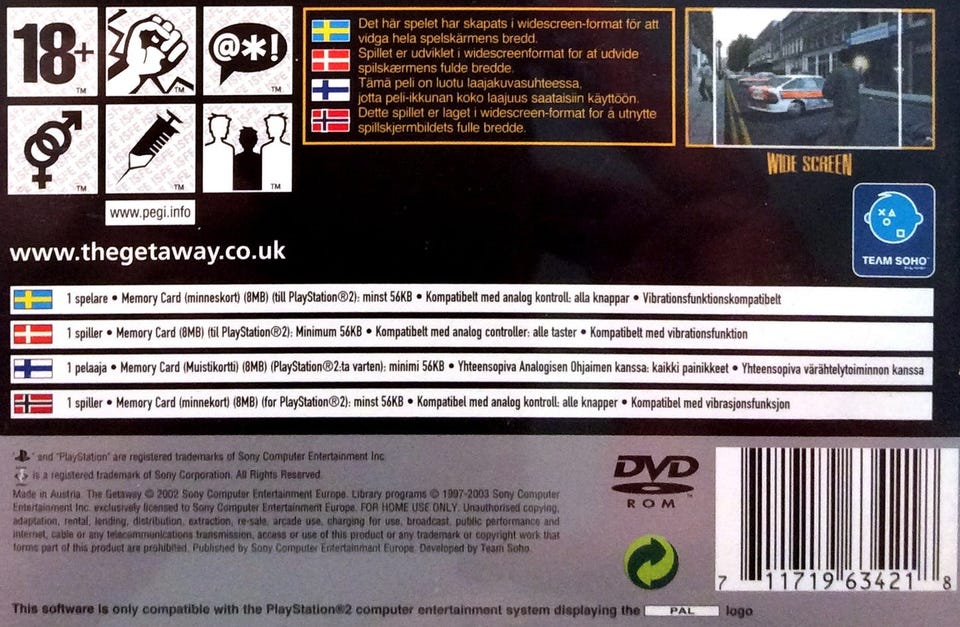 18+
@*!
TM
TM
TM
TM
TM
TM
www.pegi.info
Det här spelet har skapats i widescreen-format för att
vidga hela spelskärmens bredd.
Spillet er udviklet i widescreenformat for at udvide
spilskærmens fulde bredde.
Tämä peli on luotu laajakuvasuhteessa,
jotta peli-ikkunan koko laajuus saataisiin käyttöön.
Dette spillet er laget i widescreen-format for å utnytte
spillskjermbildets fulle bredde.
WIDE SCREEN
www.thegetaway.co.uk
TEAM SOHO™
1 spelare • Memory Card (minneskort) (8MB) (till PlayStation®2): minst 56KB • Kompatibelt med analog kontroll: alla knappar • Vibrationsfunktionskompatibelt
1 spiller • Memory Card (8MB) (til PlayStation®2): Minimum 56KB • Kompatibelt med analog controller: alle taster • Kompatibelt med vibrationsfunktion
1 pelaaja • Memory Card (Muistikortti) (8MB) (PlayStation®2:ta varten): minimi 56KB • Yhteensopiva Analogisen Ohjaimen kanssa: kaikki painikkeet • Yhteensopiva värähtelytoiminnon kanssa
1 spiller • Memory Card (minnekort) (8MB) (for PlayStation®2): minst 56KB • Kompatibel med analog kontroll: alle knapper • Kompatibel med vibrasjonsfunksjon
and "PlayStation" are registered trademarks of Sony Computer Entertainment Inc.
is a registered trademark of Sony Corporation. All Rights Reserved.
Made in Austria. The Getaway © 2002 Sony Computer Entertainment Europe. Library programs © 1997-2003 Sony Computer
Entertainment Inc. exclusively licensed to Sony Computer Entertainment Europe. FOR HOME USE ONLY. Unauthorised copying,
adaptation, rental, lending, distribution, extraction, re-sale, arcade use, charging for use, broadcast, public performance and
internet, cable or any telecommunications transmission, access or use of this product or any trademark or copyright work that
forms part of this product are prohibited. Published by Sony Computer Entertainment Europe. Developed by Team Soho.
DVD
ROM
7 11719 63421 8
This software is only compatible with the PlayStation®2 computer entertainment system displaying the PAL logo